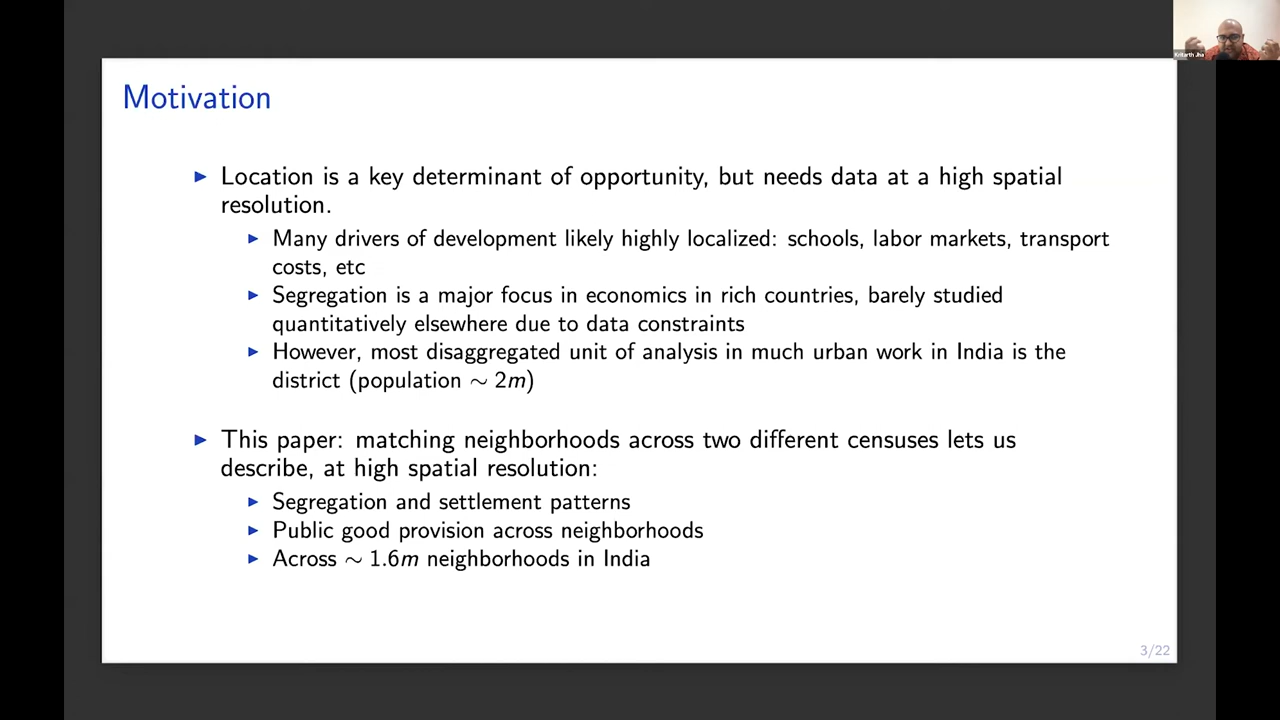 Kritarth Jha
Motivation
▶ Location is a key determinant of opportunity, but needs data at a high spatial
resolution.
▶ Many drivers of development likely highly localized: schools, labor markets, transport
costs, etc
▶ Segregation is a major focus in economics in rich countries, barely studied
quantitatively elsewhere due to data constraints
▶ However, most disaggregated unit of analysis in much urban work in India is the
district (population ∼ 2m)
▶ This paper: matching neighborhoods across two different censuses lets us
describe, at high spatial resolution:
▶ Segregation and settlement patterns
▶ Public good provision across neighborhoods
▶ Across ∼ 1.6m neighborhoods in India
3/22